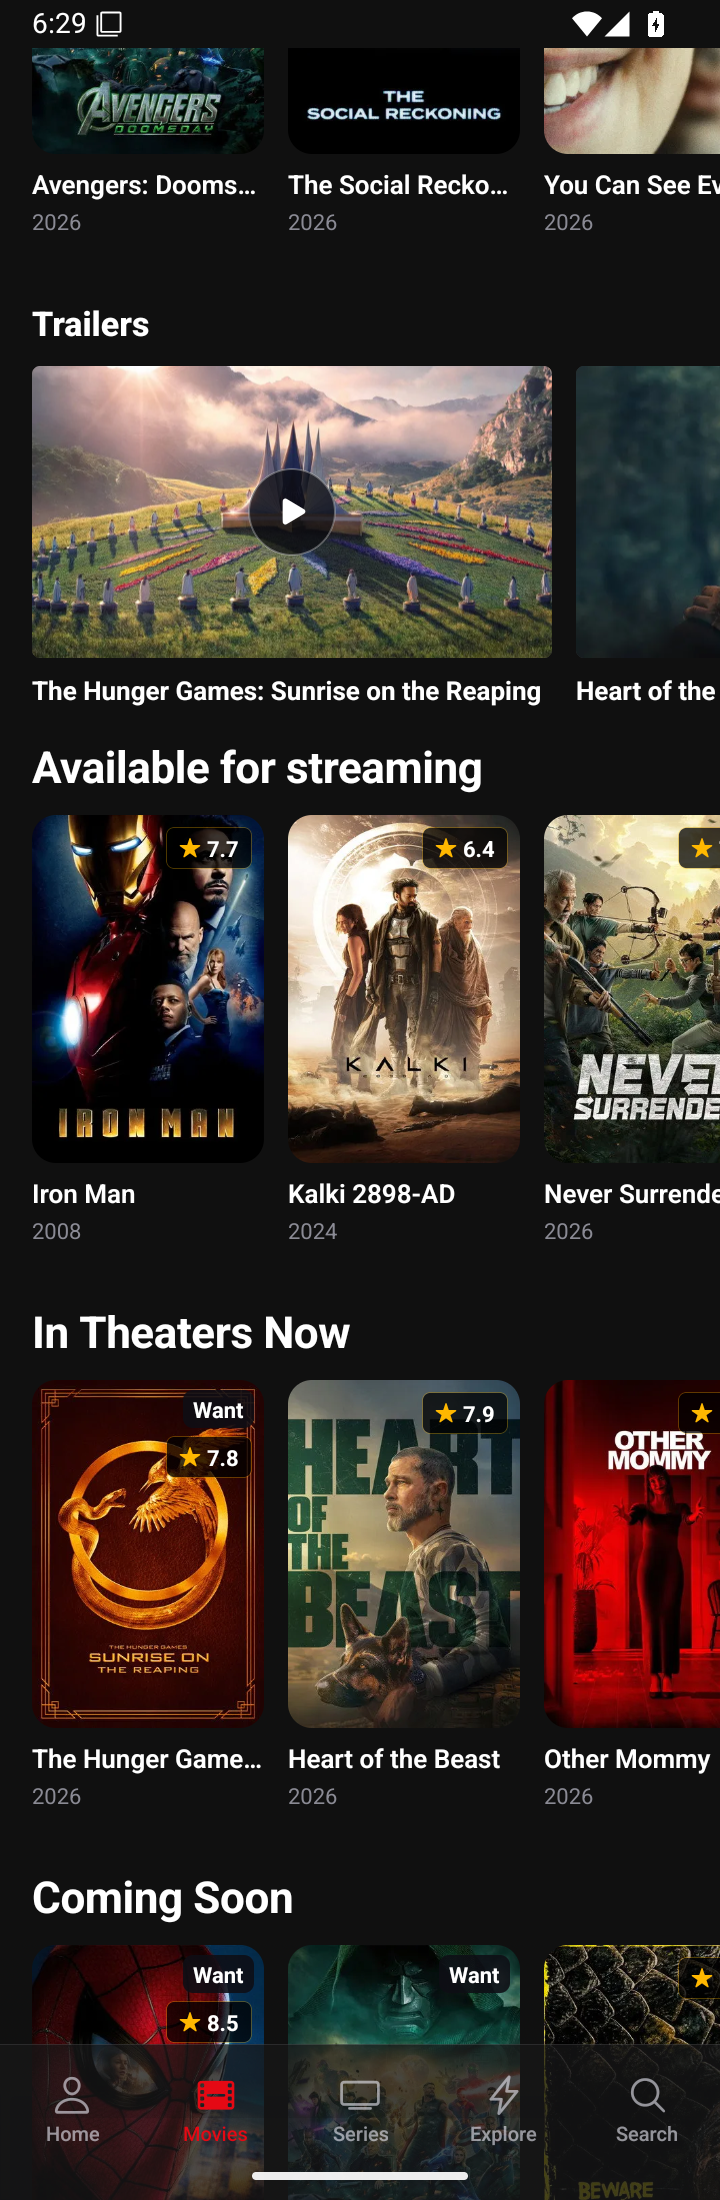 6:29
AVENGERS
DOOMSDAY
THE
SOCIAL RECKONING
Avengers: Dooms...
The Social Recko...
You Can See Ev
2026
2026
2026
Trailers
The Hunger Games: Sunrise on the Reaping
Heart of the
Available for streaming
7.7
6.4
IRON MAN
KALKI
NEVE
SURRENDE
Iron Man
Kalki 2898-AD
Never Surrende
2008
2024
2026
In Theaters Now
Want
7.8
7.9
THE HUNGER GAMES
SUNRISE ON
THE REAPING
HEART
OF
THE
BEAST
OTHER
MOMMY
The Hunger Game...
Heart of the Beast
Other Mommy
2026
2026
2026
Coming Soon
Want
8.5
Want
BEWARE
Home
Movies
Series
Explore
Search